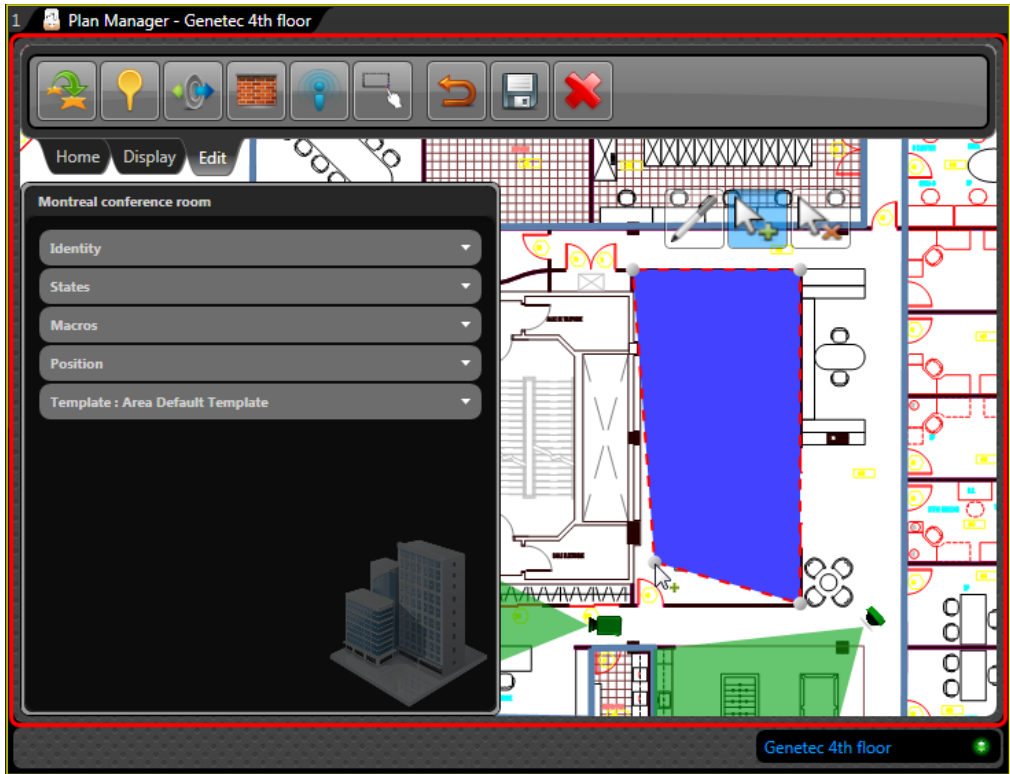 1 Plan Manager - Genetec 4th floor
Home Display Edit
Montreal conference room
Identity
States
Macros
Position
Template : Area Default Template
Genetec 4th floor